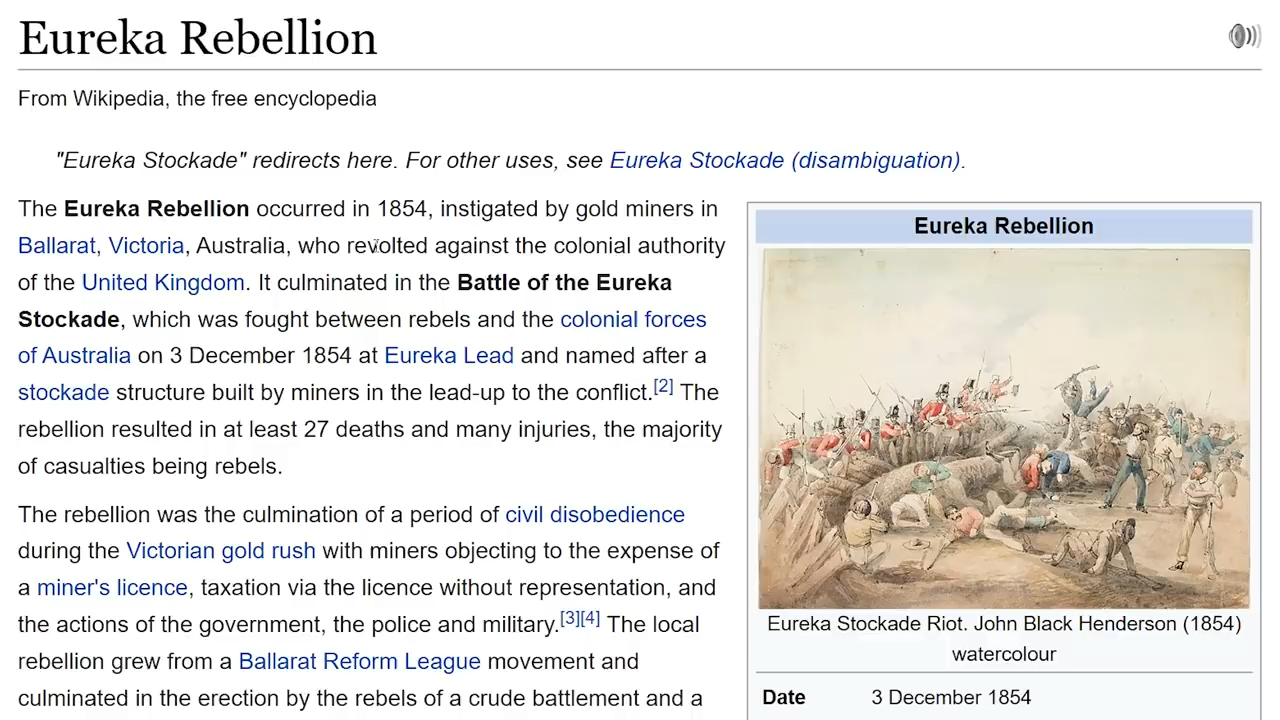 Eureka Rebellion
From Wikipedia, the free encyclopedia
"Eureka Stockade" redirects here. For other uses, see Eureka Stockade (disambiguation).
The Eureka Rebellion occurred in 1854, instigated by gold miners in
Ballarat, Victoria, Australia, who revolted against the colonial authority
of the United Kingdom. It culminated in the Battle of the Eureka
Stockade, which was fought between rebels and the colonial forces
of Australia on 3 December 1854 at Eureka Lead and named after a
stockade structure built by miners in the lead-up to the conflict.[2] The
rebellion resulted in at least 27 deaths and many injuries, the majority
of casualties being rebels.
The rebellion was the culmination of a period of civil disobedience
during the Victorian gold rush with miners objecting to the expense of
a miner's licence, taxation via the licence without representation, and
the actions of the government, the police and military.[3][4] The local
rebellion grew from a Ballarat Reform League movement and
culminated in the erection by the rebels of a crude battlement and a
Eureka Rebellion
Eureka Stockade Riot. John Black Henderson (1854)
watercolour
Date 3 December 1854